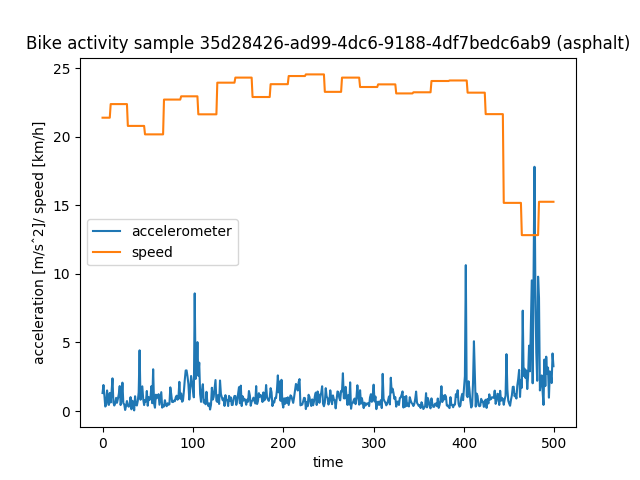 Bike activity sample 35d28426-ad99-4dc6-9188-4df7bedc6ab9 (asphalt)
acceleration [m/s^2]/ speed [km/h]
25
20
15
10
5
0
accelerometer
speed
0 100 200 300 400 500
time